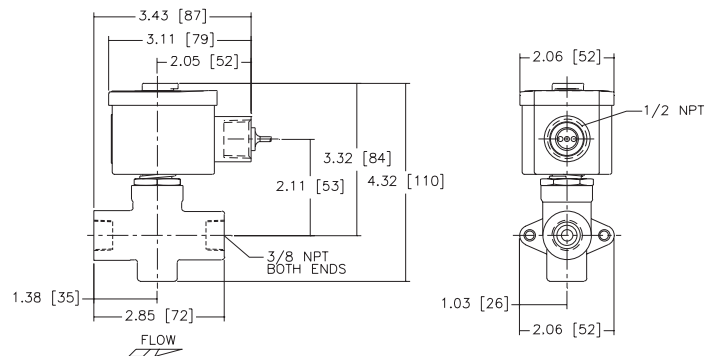 3.43 [87]
3.11 [79]
2.05 [52]
2.06 [52]
1/2 NPT
3.32 [84]
2.11 [53]
4.32 [110]
3/8 NPT
BOTH ENDS
1.38 [35]
2.85 [72]
1.03 [26]
2.06 [52]
FLOW